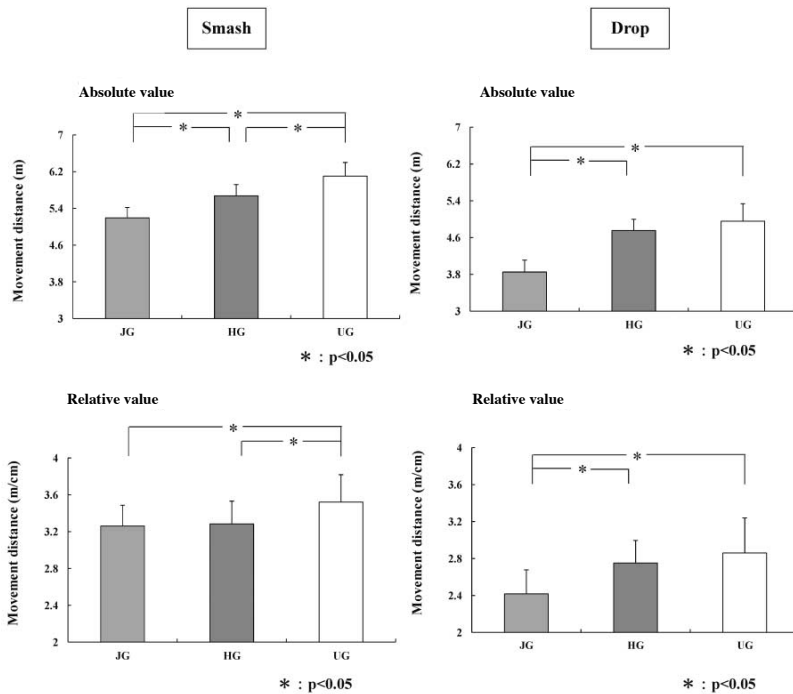 Smash
Drop
Absolute value
*
* *
Movement distance (m)
7
6.2
5.4
4.6
3.8
3
JG HG UG
* : p<0.05
Absolute value
*
*
Movement distance (m)
7
6.2
5.4
4.6
3.8
3
JG HG UG
* : p<0.05
Relative value
*
*
Movement distance (m/cm)
4
3.6
3.2
2.8
2.4
2
JG HG UG
* : p<0.05
Relative value
*
*
Movement distance (m/cm)
4
3.6
3.2
2.8
2.4
2
JG HG UG
* : p<0.05